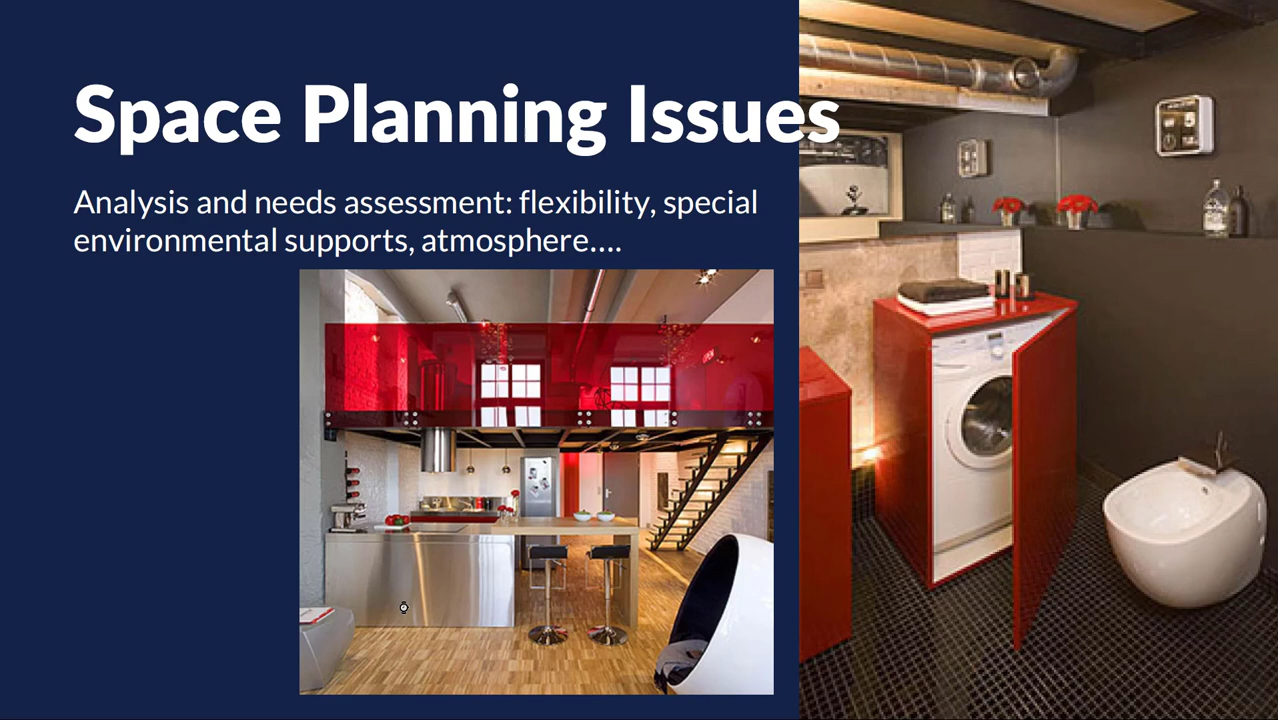 Space Planning Issues
Analysis and needs assessment: flexibility, special
environmental supports, atmosphere....